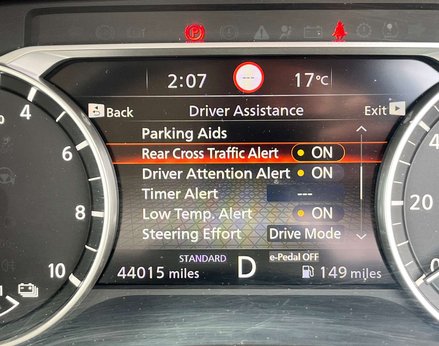 2:07 17°C
Back Driver Assistance Exit
Parking Aids
Rear Cross Traffic Alert ON
Driver Attention Alert ON
Timer Alert ---
Low Temp. Alert ON
Steering Effort Drive Mode
STANDARD D e-Pedal OFF
44015 miles 149 miles
4
6
8
10
20
0